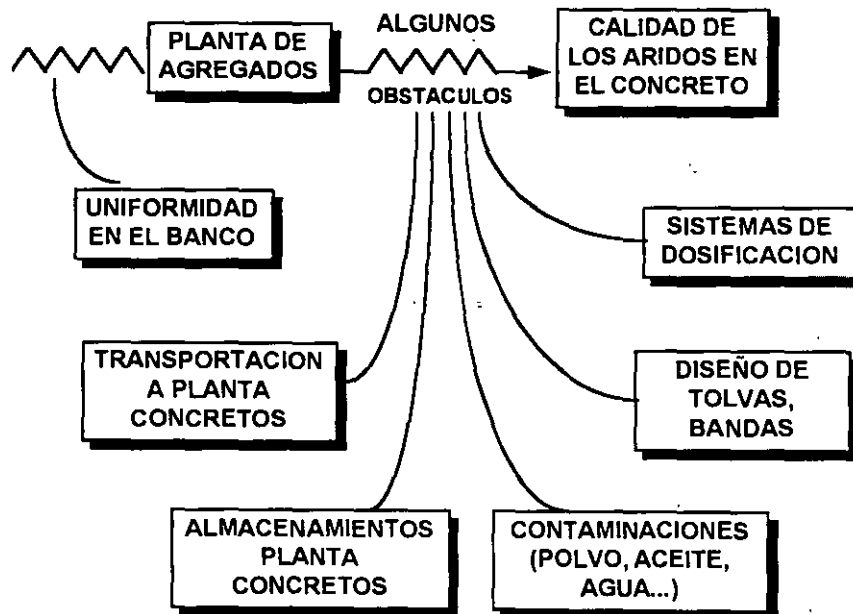 PLANTA DE
AGREGADOS
ALGUNOS
OBSTACULOS
CALIDAD DE
LOS ARIDOS EN
EL CONCRETO
UNIFORMIDAD
EN EL BANCO
SISTEMAS DE
DOSIFICACION
TRANSPORTACION
A PLANTA
CONCRETOS
DISEÑO DE
TOLVAS,
BANDAS
ALMACENAMIENTOS
PLANTA
CONCRETOS
CONTAMINACIONES
(POLVO, ACEITE,
AGUA...)